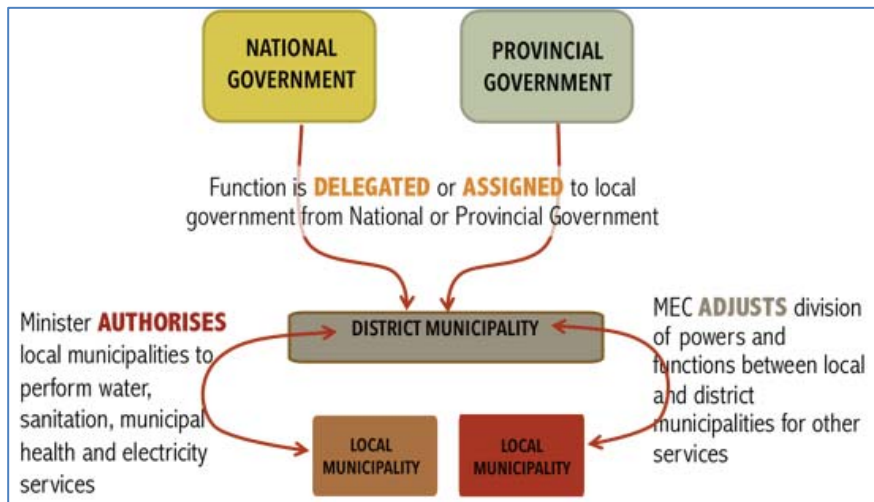 NATIONAL
GOVERNMENT
PROVINCIAL
GOVERNMENT
Function is DELEGATED or ASSIGNED to local
government from National or Provincial Government
Minister AUTHORISES
local municipalities to
perform water,
sanitation, municipal
health and electricity
services
DISTRICT MUNICIPALITY
MEC ADJUSTS division
of powers and
functions between local
and district
municipalities for other
services
LOCAL
MUNICIPALITY
LOCAL
MUNICIPALITY